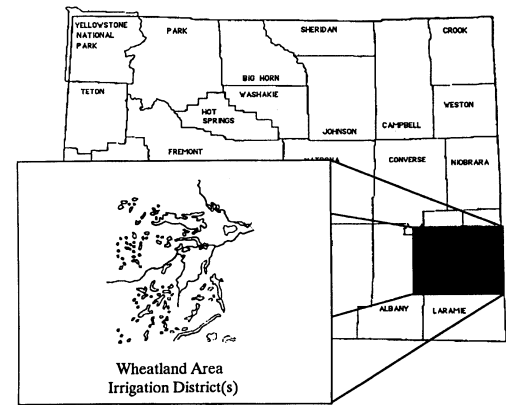 YELLOWSTONE
NATIONAL
PARK
PARK
SHERIDAN
CROOK
BIG HORN
TETON
WASHAKIE
HOT
SPRINGS
WESTON
JOHNSON
CAMPBELL
FREMONT
CONVERSE
NIOBRARA
ALBANY
LARAMIE
Wheatland Area
Irrigation District(s)